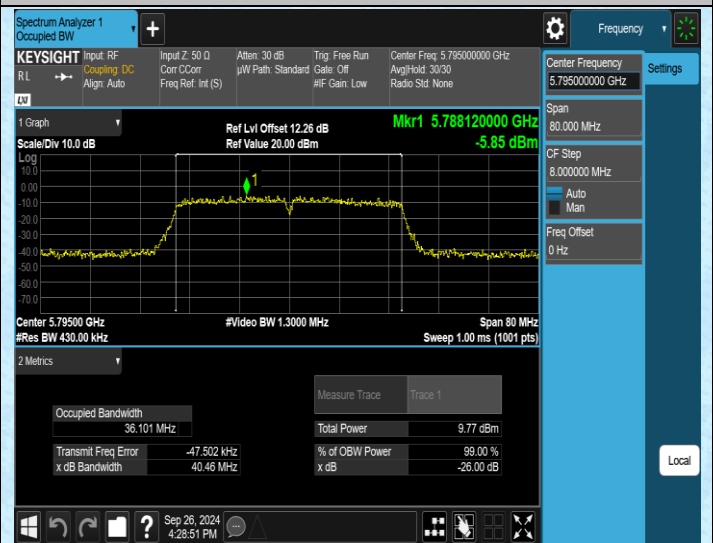 Spectrum Analyzer 1
Occupied BW
Frequency
KEYSIGHT
Input: RF
Coupling: DC
Align: Auto
Input Z: 50 Ω
Corr CCorr
Freq Ref: Int (S)
Atten: 30 dB
µW Path: Standard
Trig: Free Run
Gate: Off
#IF Gain: Low
Center Freq: 5.795000000 GHz
Avg|Hold: 30/30
Radio Std: None
RL
LXI
Center Frequency
5.795000000 GHz
Settings
Span
80.000 MHz
CF Step
8.000000 MHz
Auto
Man
Freq Offset
0 Hz
1 Graph
Scale/Div 10.0 dB
Ref Lvl Offset 12.26 dB
Ref Value 20.00 dBm
Mkr1 5.788120000 GHz
-5.85 dBm
Log
10.0
0.00
-10.0
-20.0
-30.0
-40.0
-50.0
-60.0
-70.0
1
Center 5.79500 GHz
#Res BW 430.00 kHz
#Video BW 1.3000 MHz
Span 80 MHz
Sweep 1.00 ms (1001 pts)
2 Metrics
Measure Trace
Trace 1
Occupied Bandwidth
36.101 MHz
Total Power
9.77 dBm
Transmit Freq Error
-47.502 kHz
% of OBW Power
99.00 %
x dB Bandwidth
40.46 MHz
x dB
-26.00 dB
Local
?
Sep 26, 2024
4:28:51 PM